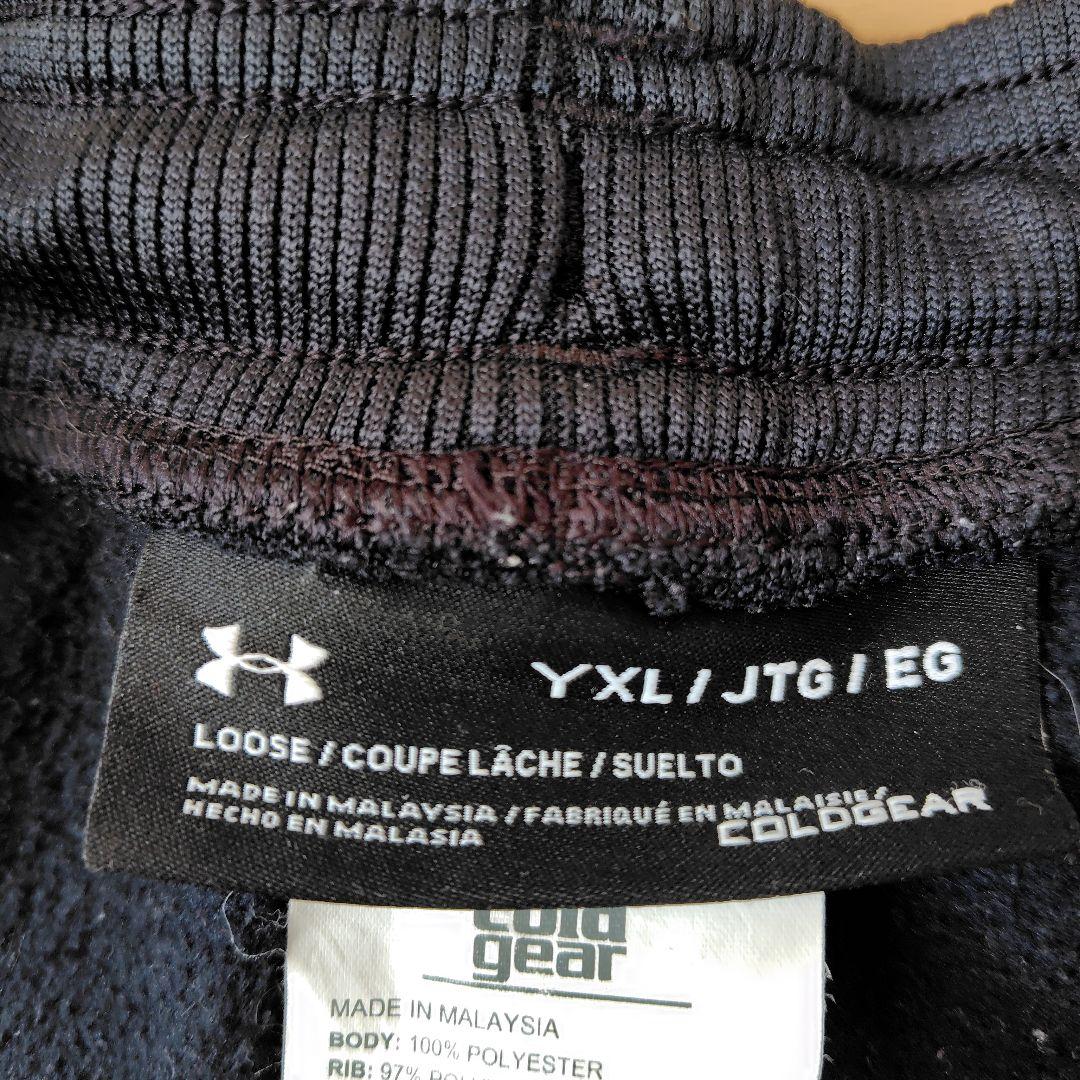 YXL / JTG / EG
LOOSE / COUPE LÂCHE / SUELTO
MADE IN MALAYSIA / FABRIQUÉ EN MALAISIE /
HECHO EN MALASIA
COLDGEAR
cold
gear
MADE IN MALAYSIA
BODY: 100% POLYESTER
RIB: 97%